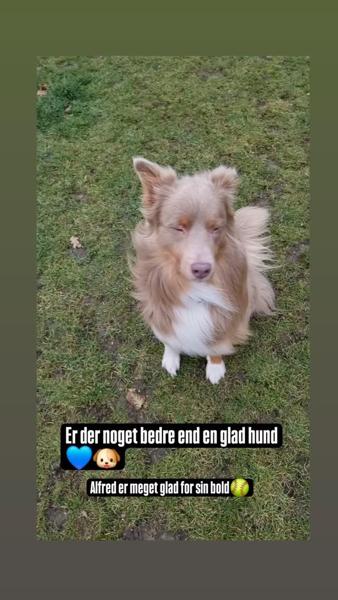 Er der noget bedre end en glad hund
💙🐶
Alfred er meget glad for sin bold🥎